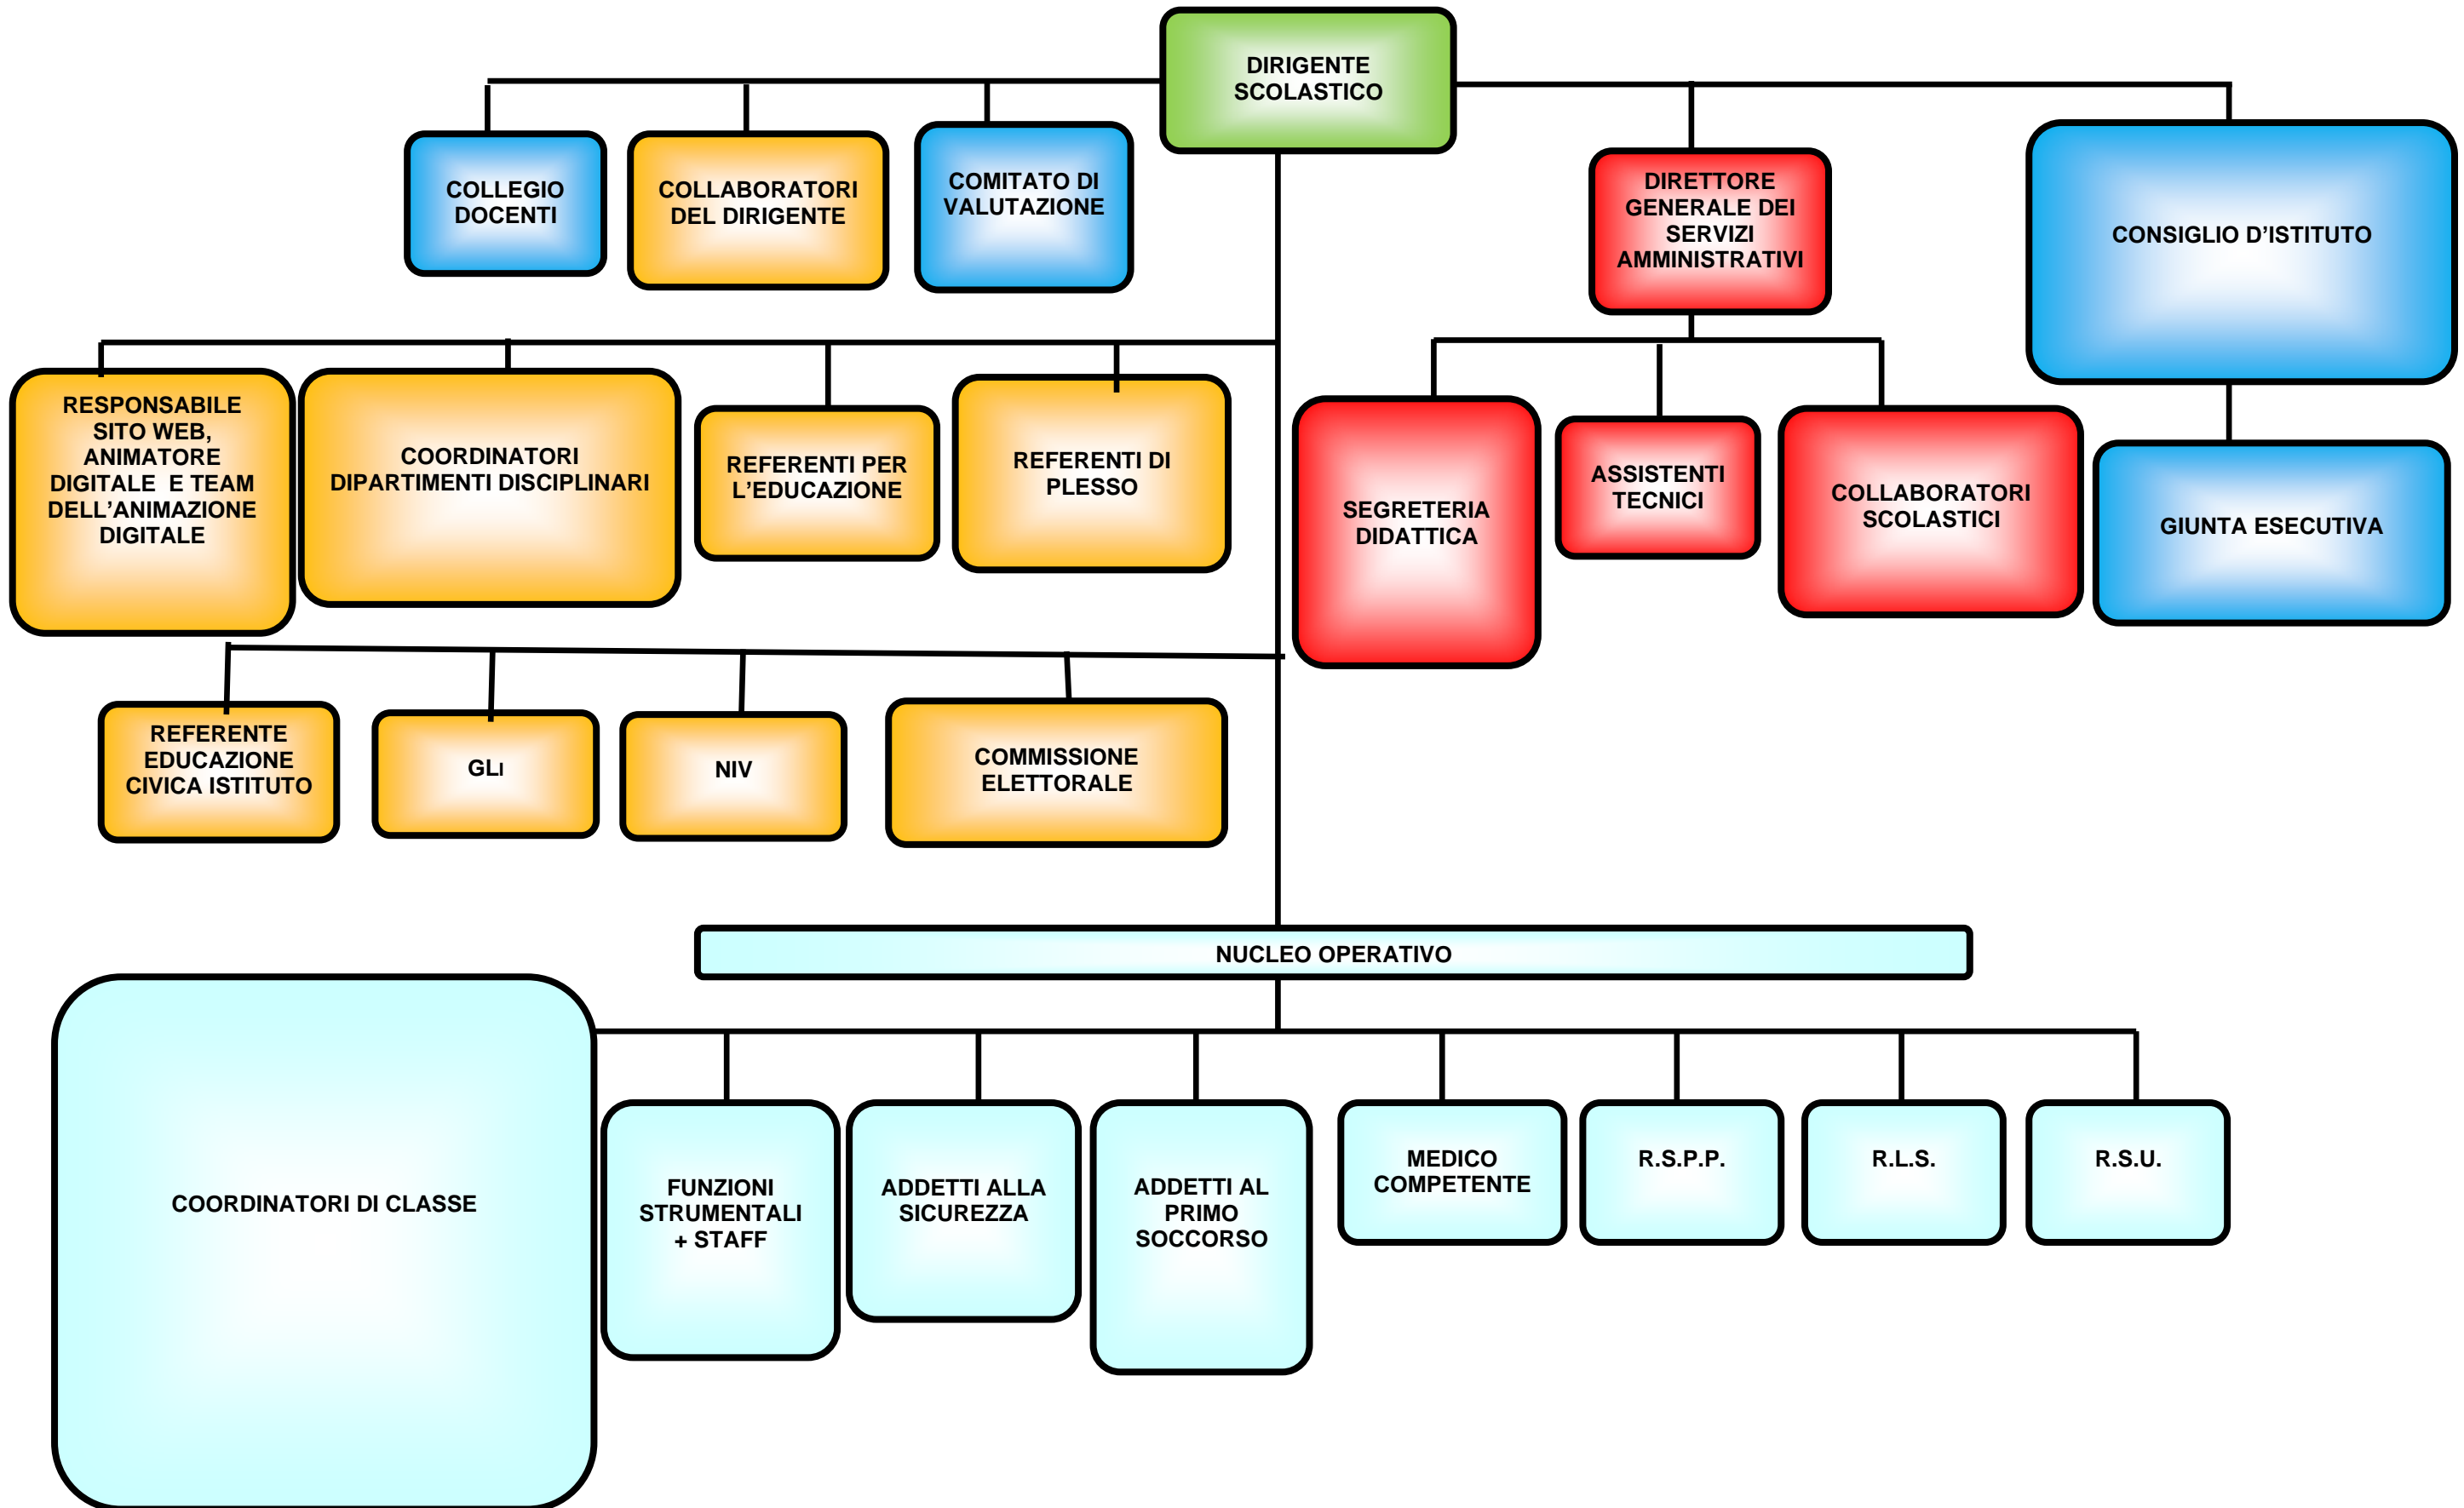 DIRIGENTE
SCOLASTICO
COLLEGIO
DOCENTI
COLLABORATORI
DEL DIRIGENTE
COMITATO DI
VALUTAZIONE
DIRETTORE
GENERALE DEI
SERVIZI
AMMINISTRATIVI
CONSIGLIO D’ISTITUTO
RESPONSABILE
SITO WEB,
ANIMATORE
DIGITALE E TEAM
DELL’ANIMAZIONE
DIGITALE
COORDINATORI
DIPARTIMENTI DISCIPLINARI
REFERENTI PER
L’EDUCAZIONE
REFERENTI DI
PLESSO
SEGRETERIA
DIDATTICA
ASSISTENTI
TECNICI
COLLABORATORI
SCOLASTICI
GIUNTA ESECUTIVA
REFERENTE
EDUCAZIONE
CIVICA ISTITUTO
GLI
NIV
COMMISSIONE
ELETTORALE
NUCLEO OPERATIVO
COORDINATORI DI CLASSE
FUNZIONI
STRUMENTALI
+ STAFF
ADDETTI ALLA
SICUREZZA
ADDETTI AL
PRIMO
SOCCORSO
MEDICO
COMPETENTE
R.S.P.P.
R.L.S.
R.S.U.